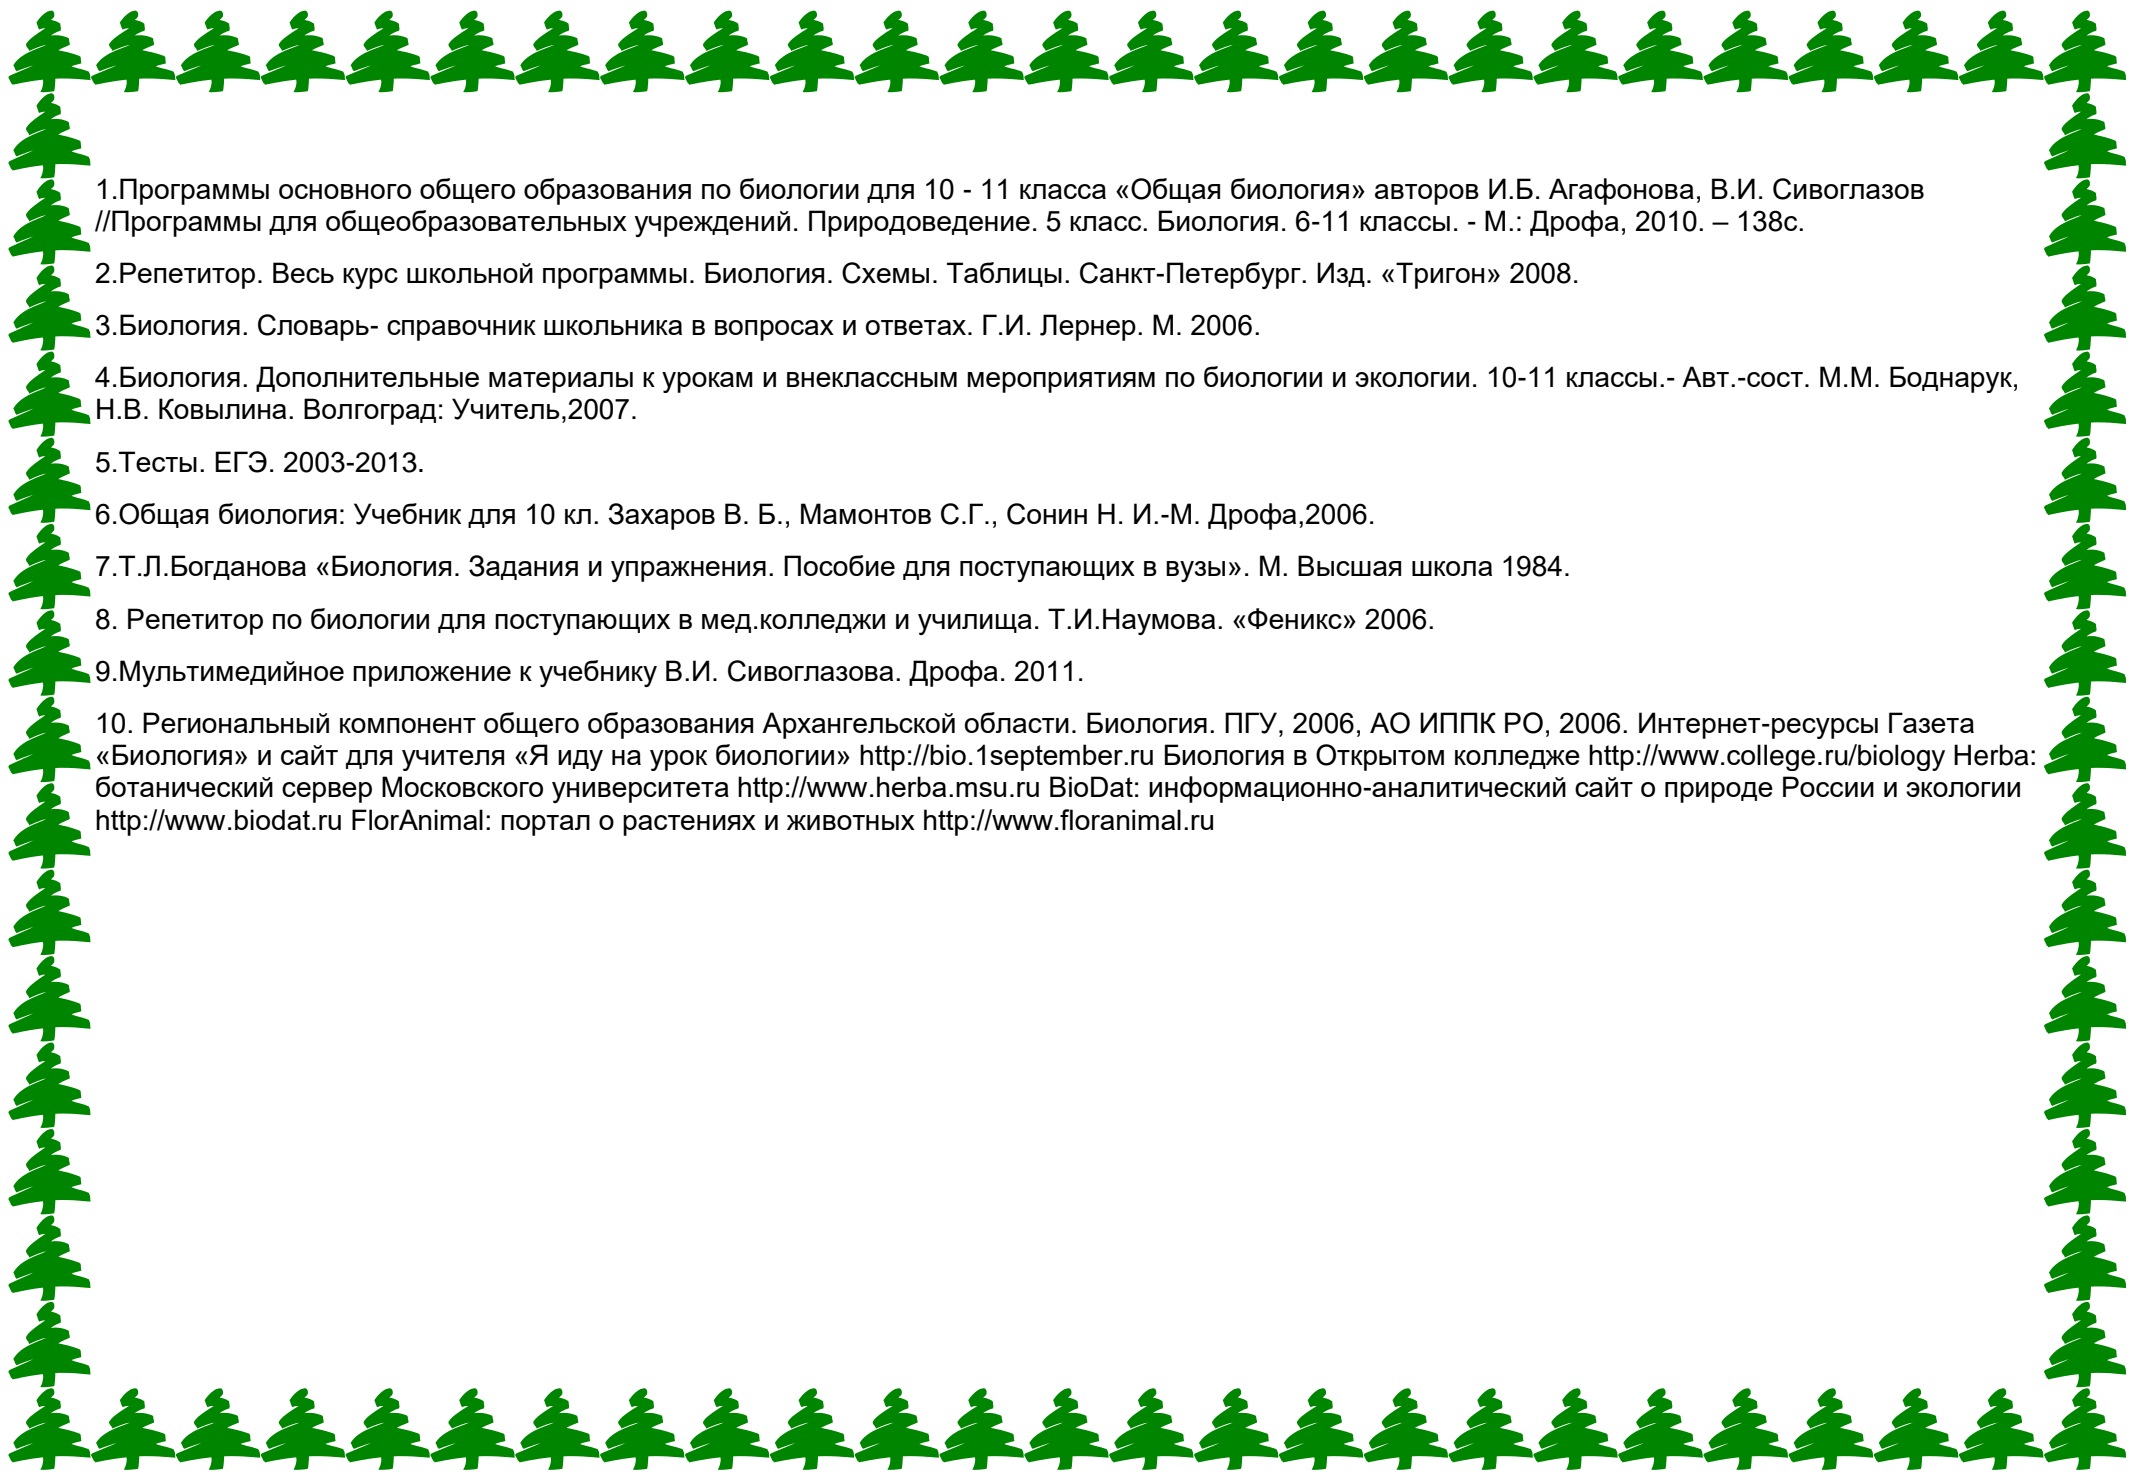 1.Программы основного общего образования по биологии для 10 - 11 класса «Общая биология» авторов И.Б. Агафонова, В.И. Сивоглазов
//Программы для общеобразовательных учреждений. Природоведение. 5 класс. Биология. 6-11 классы. - М.: Дрофа, 2010. – 138с.
2.Репетитор. Весь курс школьной программы. Биология. Схемы. Таблицы. Санкт-Петербург. Изд. «Тригон» 2008.
3.Биология. Словарь- справочник школьника в вопросах и ответах. Г.И. Лернер. М. 2006.
4.Биология. Дополнительные материалы к урокам и внеклассным мероприятиям по биологии и экологии. 10-11 классы.- Авт.-сост. М.М. Боднарук,
Н.В. Ковылина. Волгоград: Учитель,2007.
5.Тесты. ЕГЭ. 2003-2013.
6.Общая биология: Учебник для 10 кл. Захаров В. Б., Мамонтов С.Г., Сонин Н. И.-М. Дрофа,2006.
7.Т.Л.Богданова «Биология. Задания и упражнения. Пособие для поступающих в вузы». М. Высшая школа 1984.
8. Репетитор по биологии для поступающих в мед.колледжи и училища. Т.И.Наумова. «Феникс» 2006.
9.Мультимедийное приложение к учебнику В.И. Сивоглазова. Дрофа. 2011.
10. Региональный компонент общего образования Архангельской области. Биология. ПГУ, 2006, АО ИППК РО, 2006. Интернет-ресурсы Газета
«Биология» и сайт для учителя «Я иду на урок биологии» http://bio.1september.ru Биология в Открытом колледже http://www.college.ru/biology Herba:
ботанический сервер Московского университета http://www.herba.msu.ru BioDat: информационно-аналитический сайт о природе России и экологии
http://www.biodat.ru FlorAnimal: портал о растениях и животных http://www.floranimal.ru